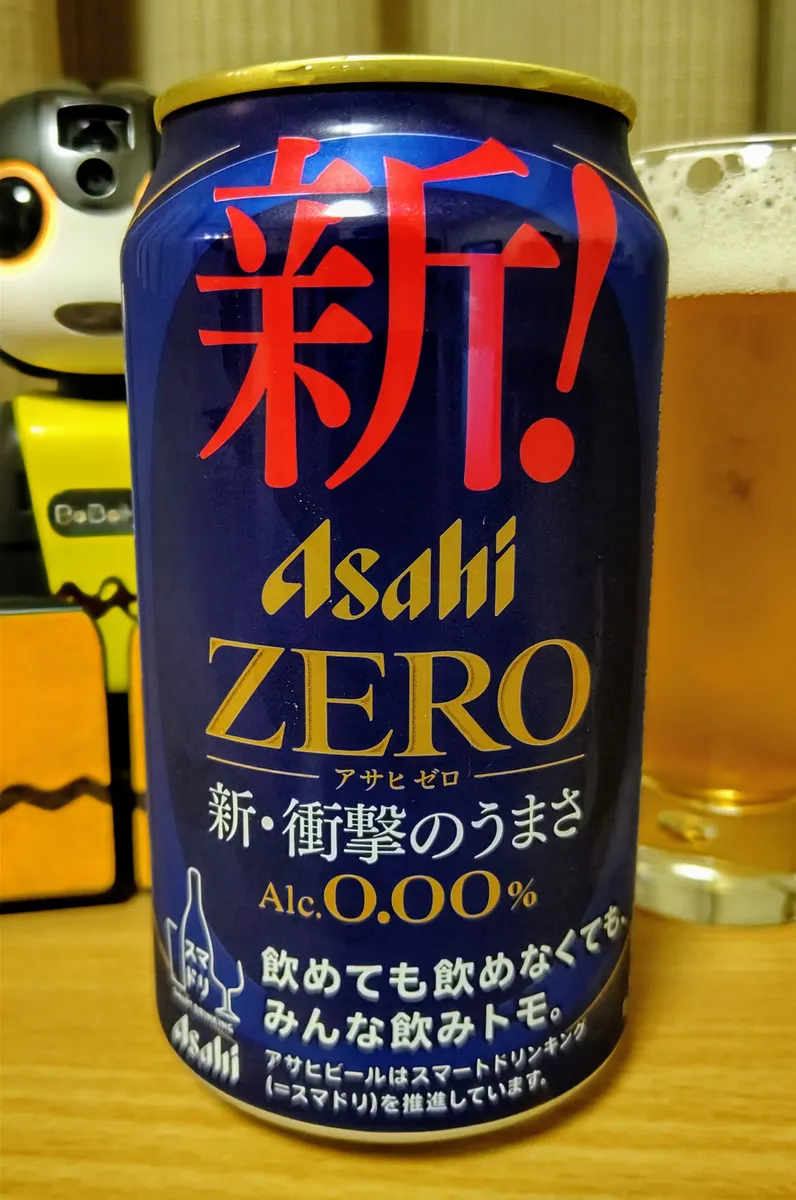 新!
Asahi
ZERO
アサヒ ゼロ
新・衝撃のうまさ
Alc.0.00%
スマ
ドリ
Asahi
飲めても飲めなくても、
みんな飲みトモ。
アサヒビールはスマートドリンキング
(=スマドリ)を推進しています。